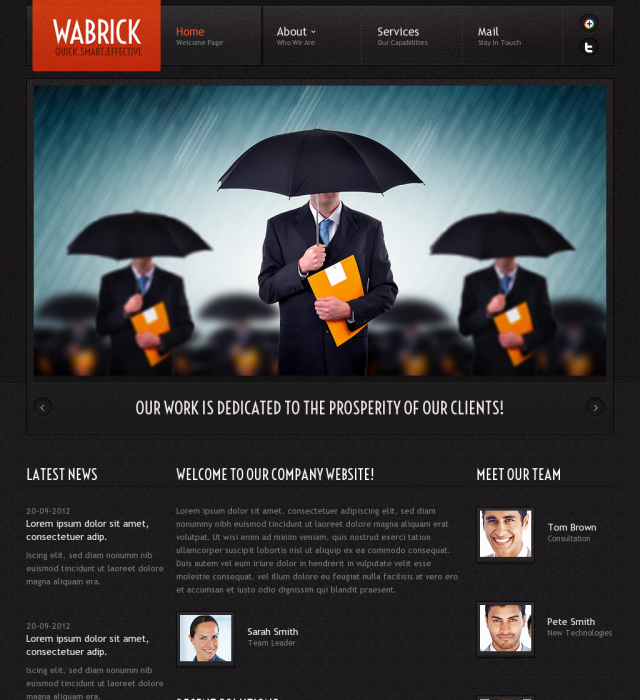 WABRICK
QUICK.SMART.EFFECTIVE
Home
Welcome Page
About
Who We Are
Services
Our Capabilities
Mail
Stay In Touch
OUR WORK IS DEDICATED TO THE PROSPERITY OF OUR CLIENTS!
LATEST NEWS
20-09-2012
Lorem ipsum dolor sit amet,
consectetuer adip.
Iscing elit, sed diam nonumm nib
euismod tincidunt ut laoreet dolore
magna aliquam era.
20-09-2012
Lorem ipsum dolor sit amet,
consectetuer adip.
Iscing elit, sed diam nonumm nib
euismod tincidunt ut laoreet dolore
WELCOME TO OUR COMPANY WEBSITE!
Lorem ipsum dolor sit amet, consectetuer adipiscing elit, sed diam
nonummy nibh euismod tincidunt ut laoreet dolore magna aliquam erat
volutpat. Ut wisi enim ad minim veniam, quis nostrud exerci tation
ullamcorper suscipit lobortis nisl ut aliquip ex ea commodo consequat.
Duis autem vel eum iriure dolor in hendrerit in vulputate velit esse
molestie consequat, vel illum dolore eu feugiat nulla facilisis at vero ero
et accumsan et iusto odio dignissim qui blandit praesent.
Sarah Smith
Team Leader
MEET OUR TEAM
Tom Brown
Consultation
Pete Smith
New Technologies